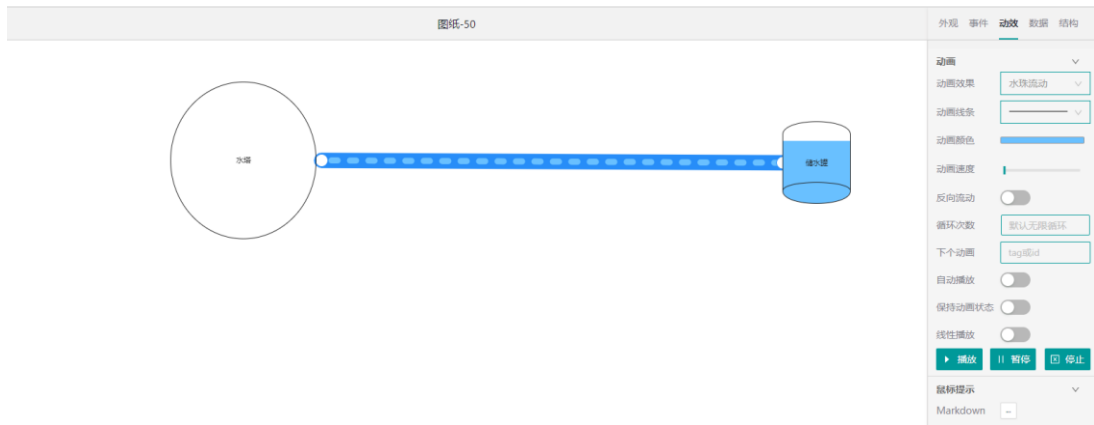 图纸-50
外观 事件 动效 数据 结构
水塔
储水罐
动画
动画效果 水珠流动
动画线条
动画颜色
动画速度
反向流动
循环次数 默认无限循环
下个动画 tag或id
自动播放
保持动画状态
线性播放
播放 暂停 停止
鼠标提示
Markdown ...